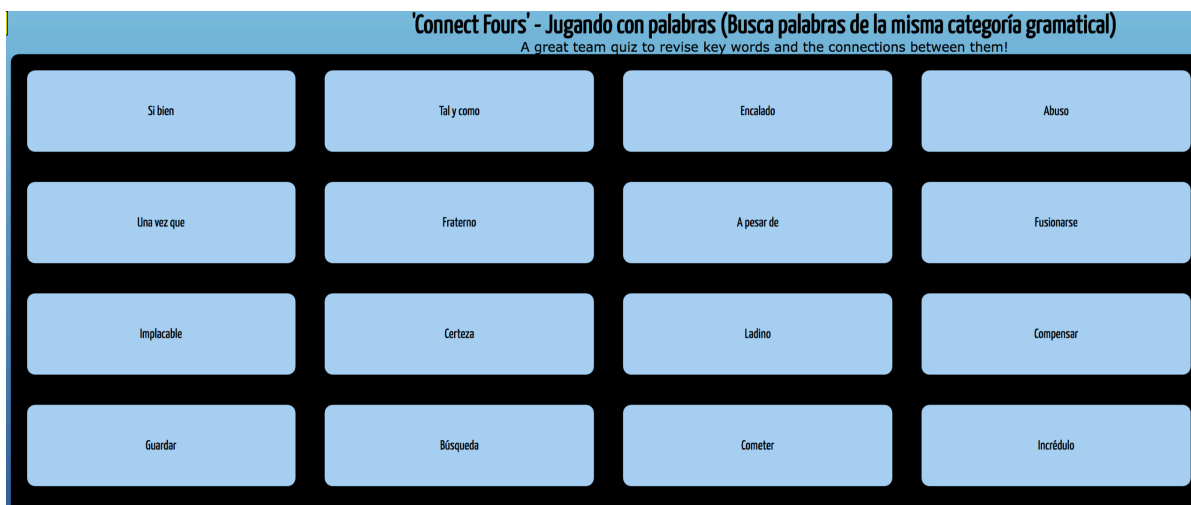 'Connect Fours' - Jugando con palabras (Busca palabras de la misma categoría gramatical)
A great team quiz to revise key words and the connections between them!
Si bien
Tal y como
Encalado
Abuso
Una vez que
Fraterno
A pesar de
Fusionarse
Implacable
Certeza
Ladino
Compensar
Guardar
Búsqueda
Cometer
Incrédulo